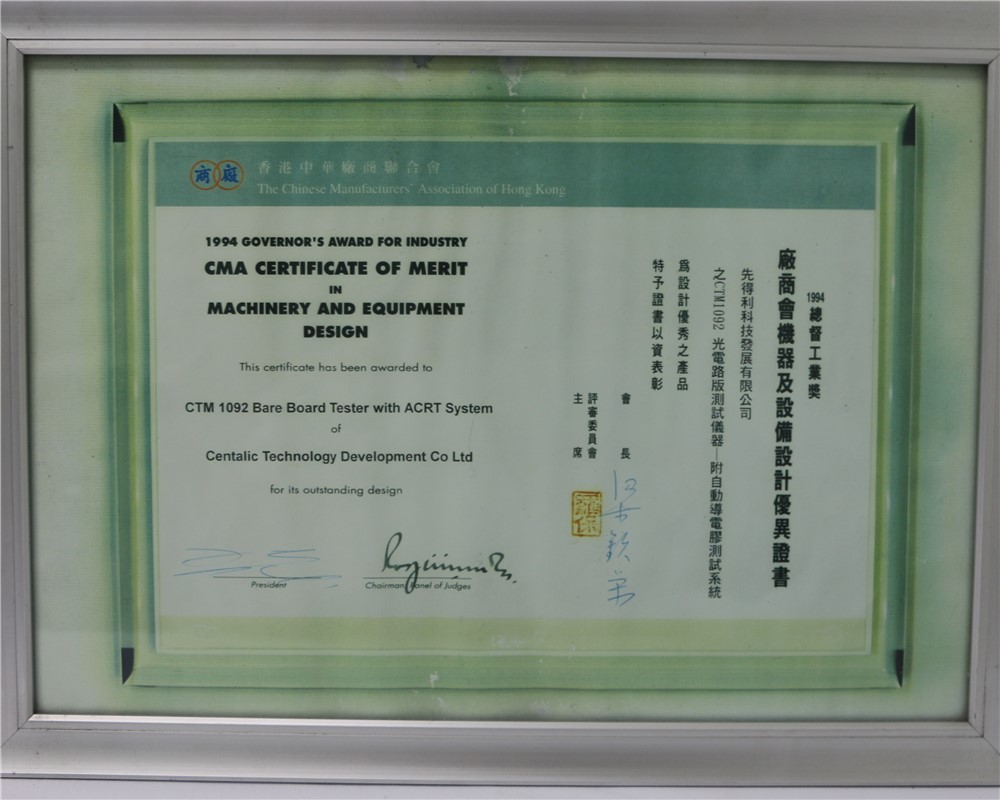 商 廠
香港中華廠商聯合會
The Chinese Manufacturers' Association of Hong Kong
1994 GOVERNOR'S AWARD FOR INDUSTRY
CMA CERTIFICATE OF MERIT
IN
MACHINERY AND EQUIPMENT
DESIGN
This certificate has been awarded to
CTM 1092 Bare Board Tester with ACRT System
of
Centalic Technology Development Co Ltd
for its outstanding design
President
Chairman, Panel of Judges
1994 總督工業獎
廠商會機器及設備設計優異證書
先得利科技發展有限公司
之CTM1092 光電路版測試儀器—附自動導電膠測試系統
爲設計優秀之產品
特予證書以資表彰
會長
評審委員會
主席